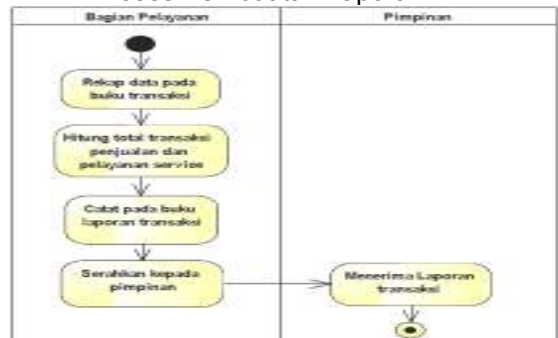 Bagian Pelayanan
Pimpinan
Rekap data pada
buku transaksi
Hitung total transaksi
penjualan dan
pelayanan service
Catat pada buku
laporan transaksi
Serahkan kepada
pimpinan
Menerima Laporan
transaksi